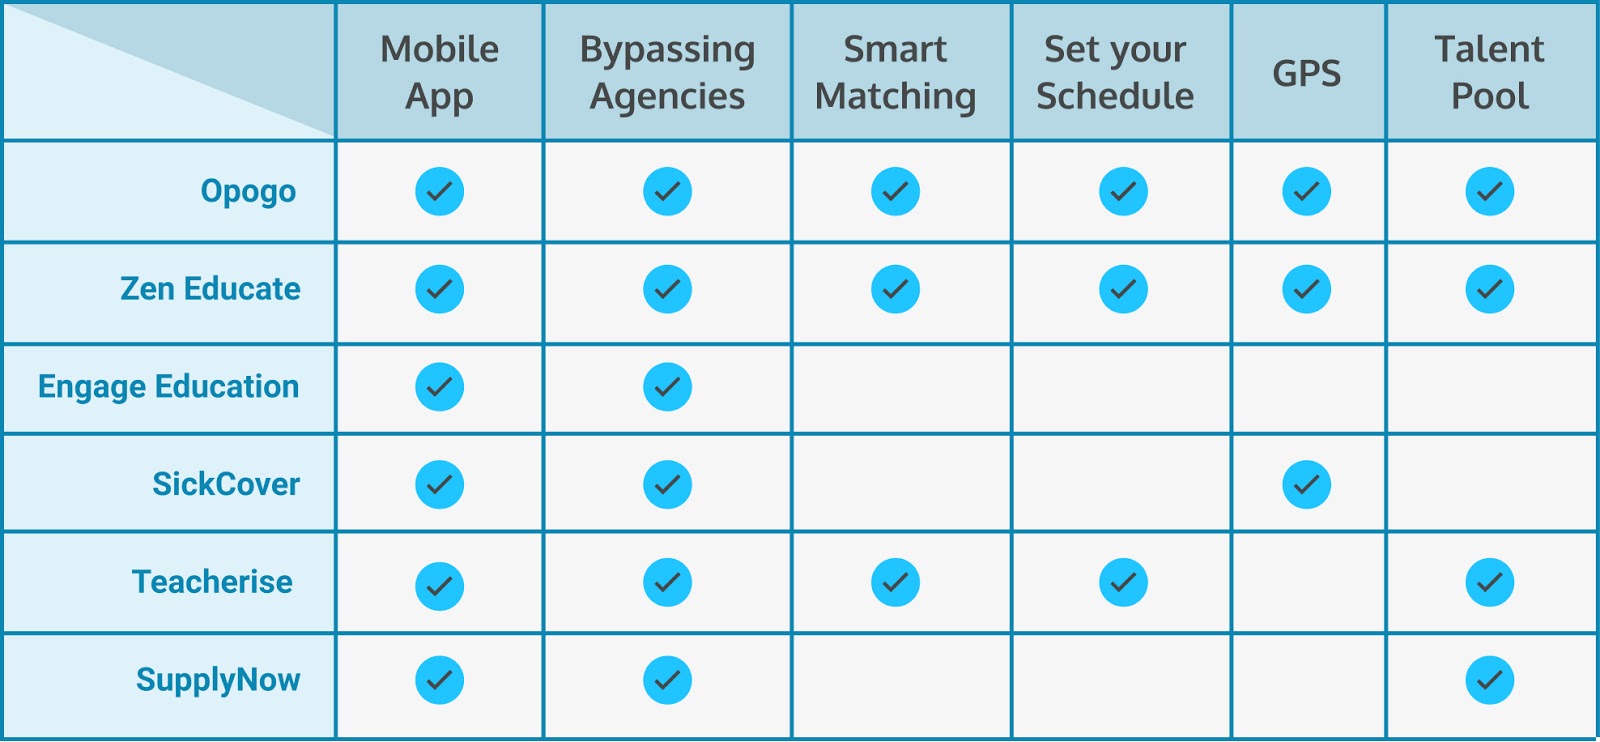 Mobile
App
Bypassing
Agencies
Smart
Matching
Set your
Schedule
GPS
Talent
Pool
Opogo
Zen Educate
Engage Education
SickCover
Teacherise
SupplyNow